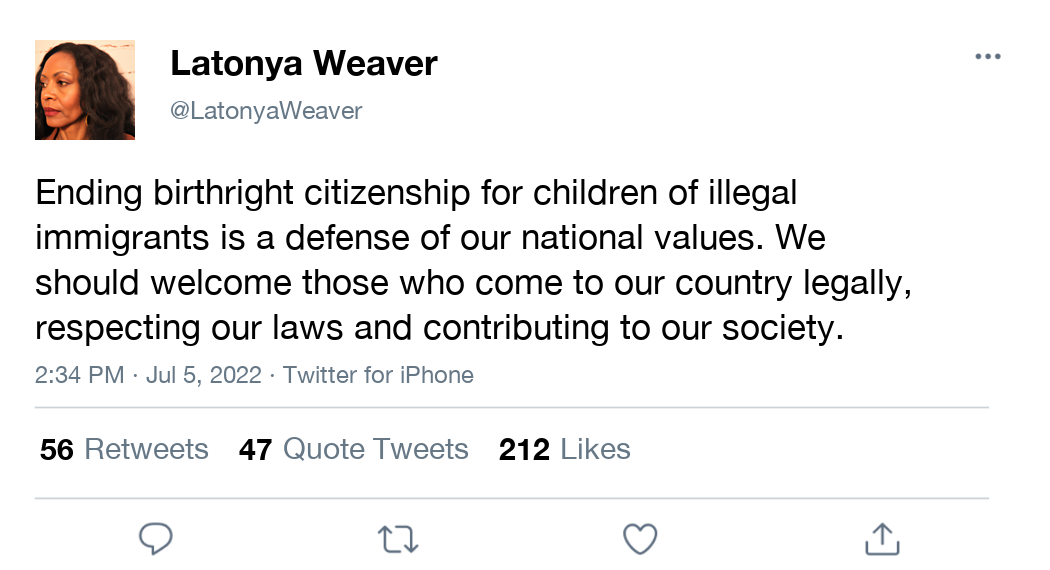 Latonya Weaver
@LatonyaWeaver
Ending birthright citizenship for children of illegal
immigrants is a defense of our national values. We
should welcome those who come to our country legally,
respecting our laws and contributing to our society.
2:34 PM · Jul 5, 2022 · Twitter for iPhone
56 Retweets 47 Quote Tweets 212 Likes